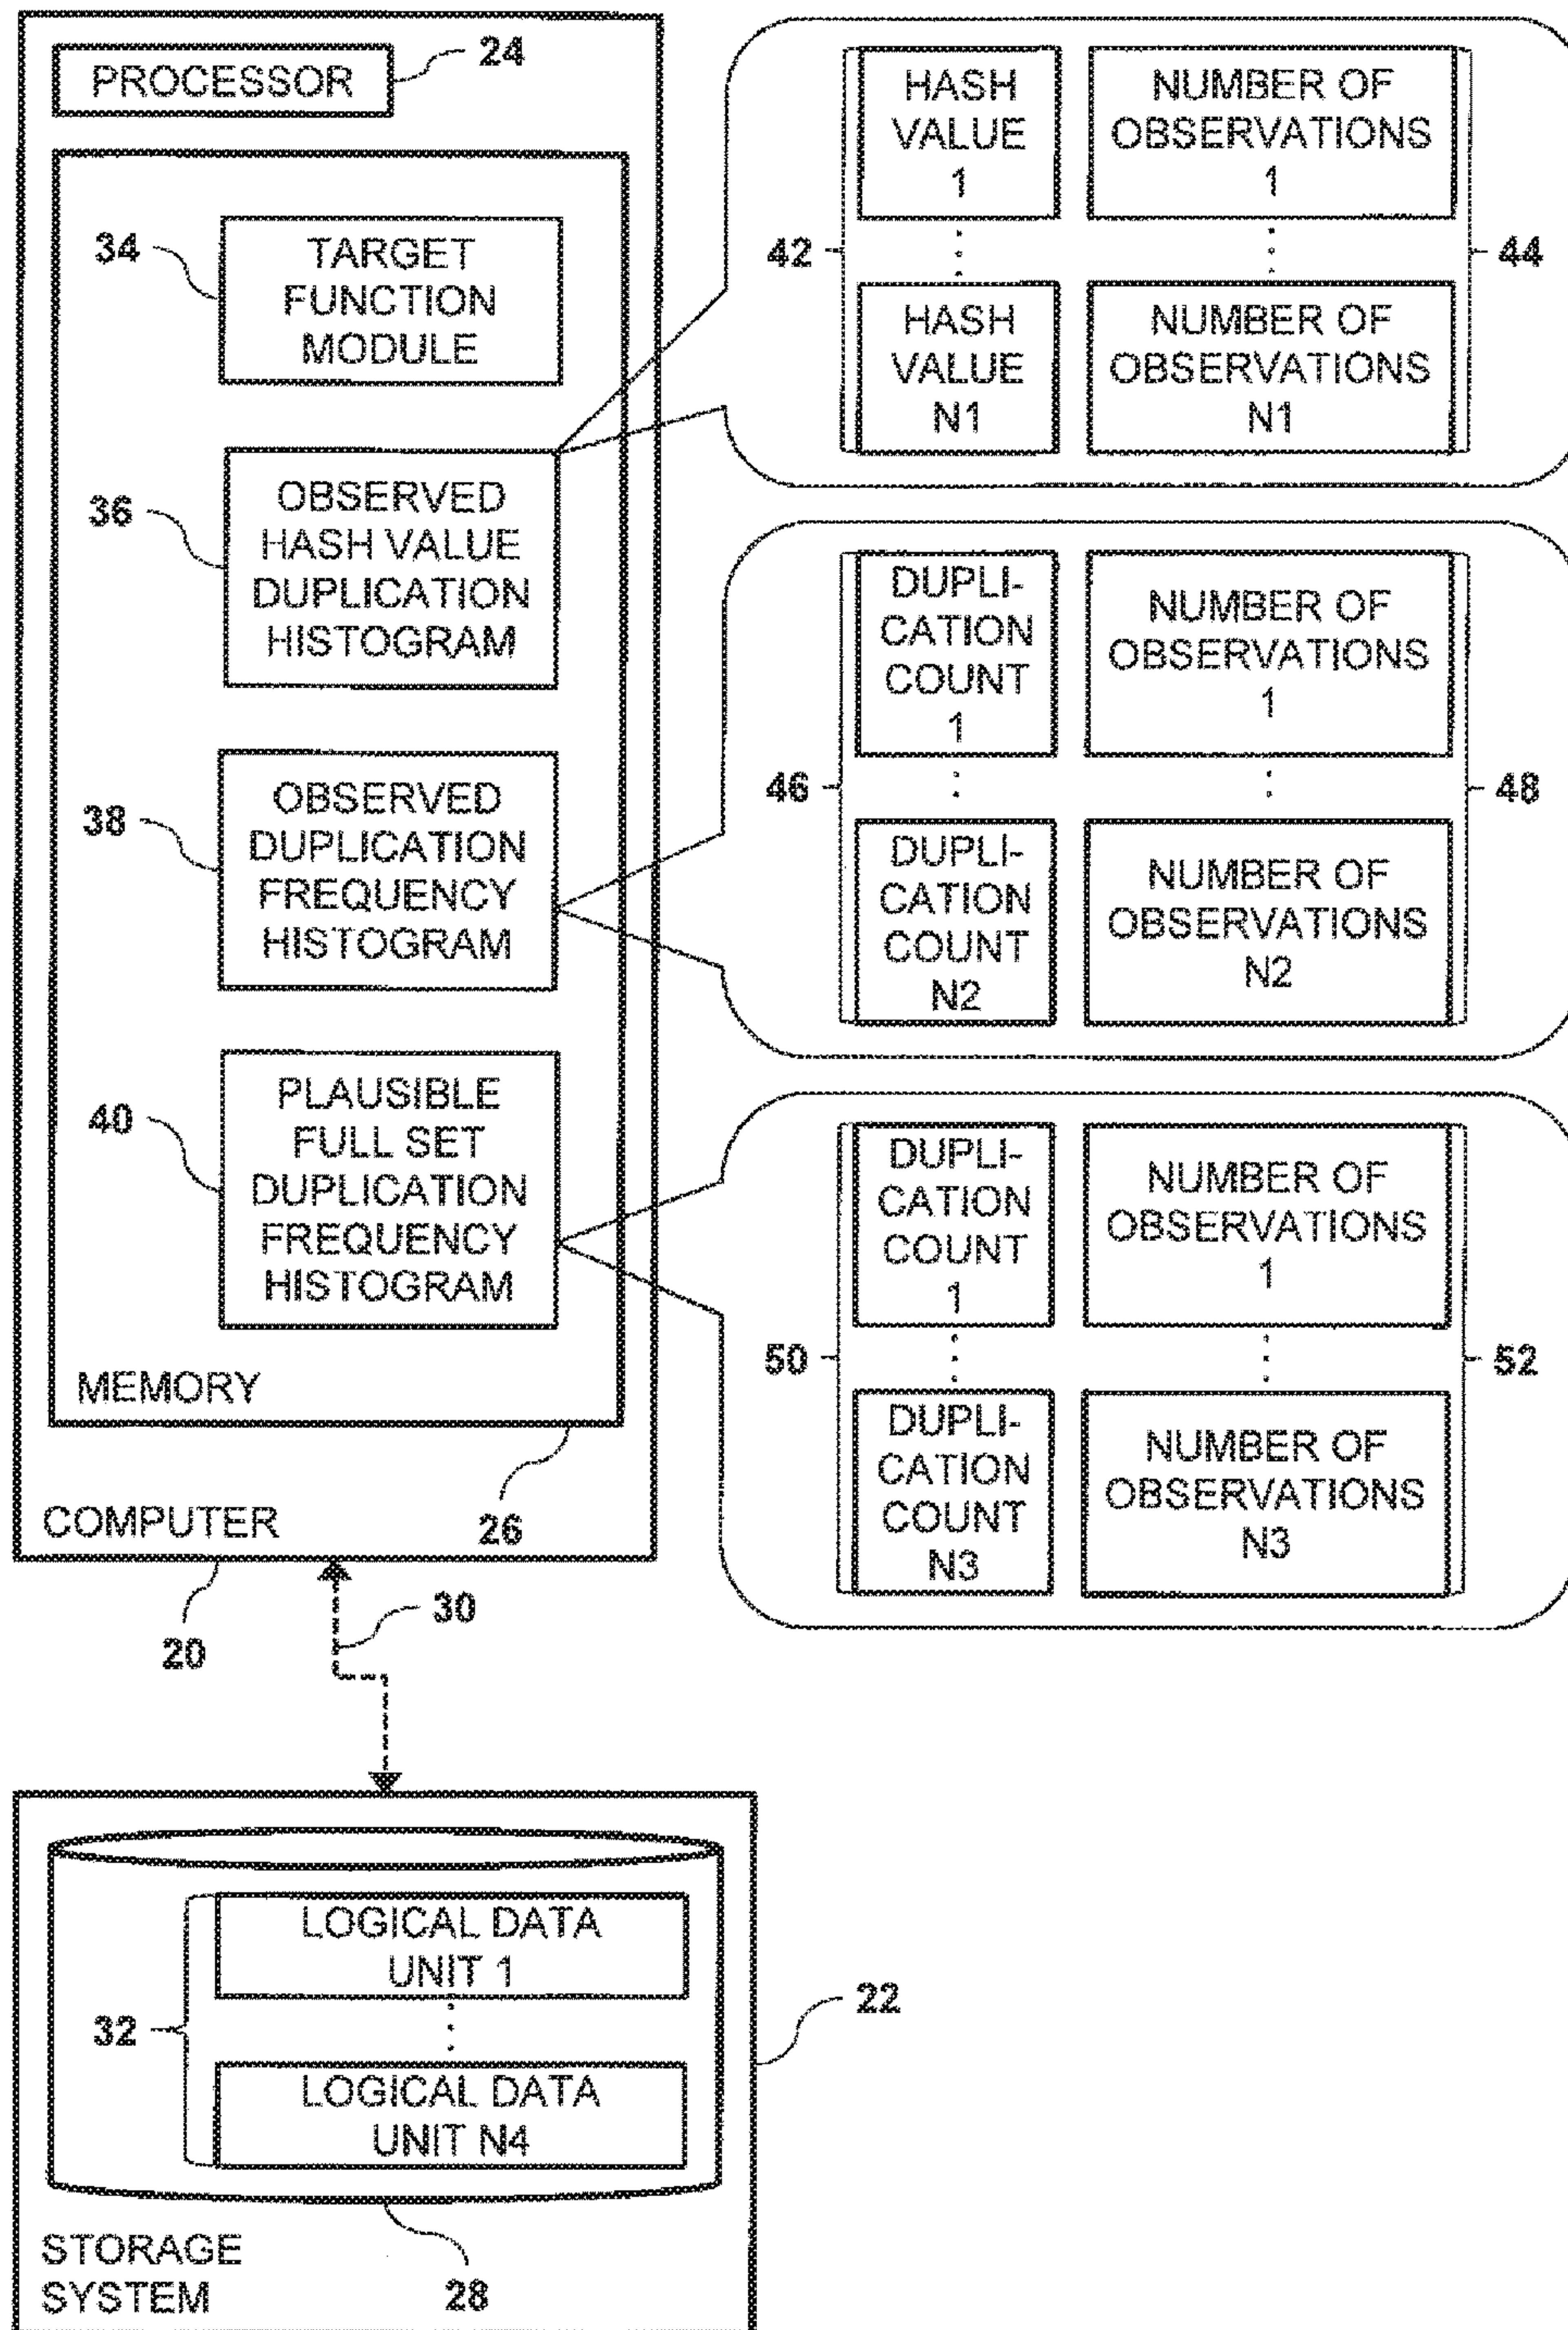 PROCESSOR
24
34
TARGET
FUNCTION
MODULE
36
OBSERVED
HASH VALUE
DUPLICATION
HISTOGRAM
38
OBSERVED
DUPLICATION
FREQUENCY
HISTOGRAM
40
PLAUSIBLE
FULL SET
DUPLICATION
FREQUENCY
HISTOGRAM
MEMORY
26
COMPUTER
20
30
HASH
VALUE
1
NUMBER OF
OBSERVATIONS
1
42
44
HASH
VALUE
N1
NUMBER OF
OBSERVATIONS
N1
DUPLI-
CATION
COUNT
1
NUMBER OF
OBSERVATIONS
1
46
48
DUPLI-
CATION
COUNT
N2
NUMBER OF
OBSERVATIONS
N2
DUPLI-
CATION
COUNT
1
NUMBER OF
OBSERVATIONS
1
50
52
DUPLI-
CATION
COUNT
N3
NUMBER OF
OBSERVATIONS
N3
LOGICAL DATA
UNIT 1
32
22
LOGICAL DATA
UNIT N4
STORAGE
SYSTEM
28